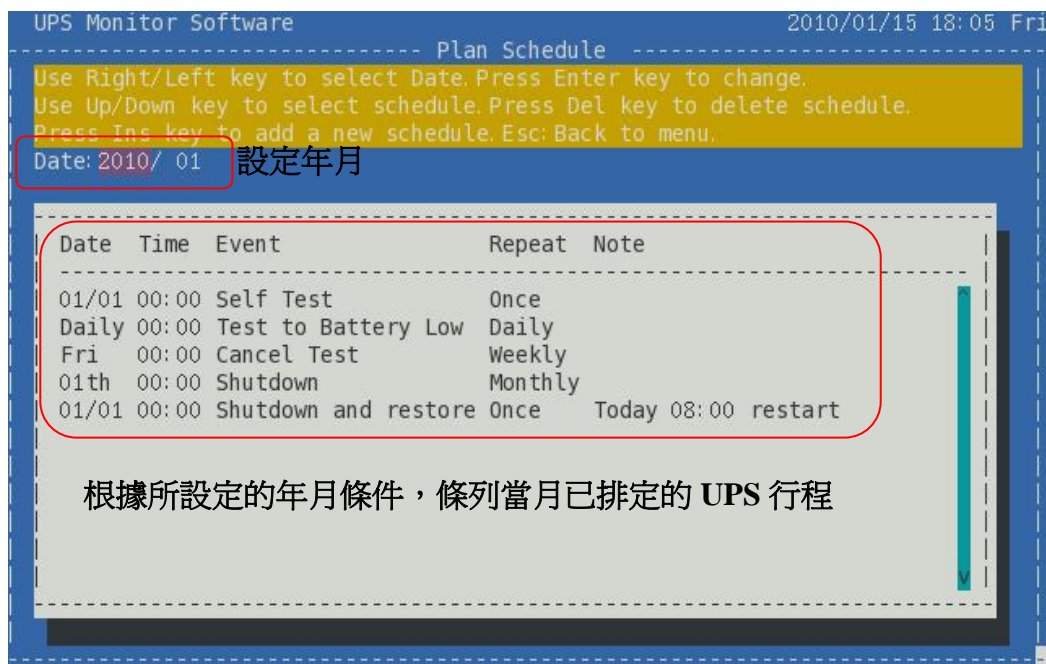 UPS Monitor Software 2010/01/15 18:05 Fri
Plan Schedule
Use Right/Left key to select Date. Press Enter key to change.
Use Up/Down key to select schedule. Press Del key to delete schedule.
Press Ins key to add a new schedule. Esc: Back to menu.
Date: 2010/ 01 設定年月
Date Time Event Repeat Note
01/01 00:00 Self Test Once
Daily 00:00 Test to Battery Low Daily
Fri 00:00 Cancel Test Weekly
01th 00:00 Shutdown Monthly
01/01 00:00 Shutdown and restore Once Today 08:00 restart
根據所設定的年月條件，條列當月已排定的 UPS 行程